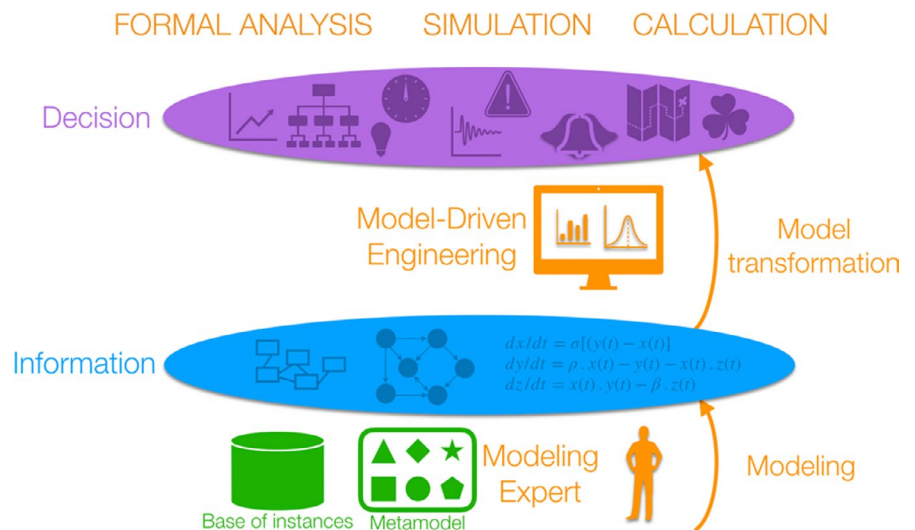 FORMAL ANALYSIS SIMULATION CALCULATION
Decision
Model-Driven
Engineering
Model
transformation
Information
dx/dt = σ[(y(t) − x(t)]
dy/dt = ρ . x(t) − y(t) − x(t) . z(t)
dz/dt = x(t) . y(t) − β . z(t)
Modeling
Expert
Modeling
Base of instances
Metamodel